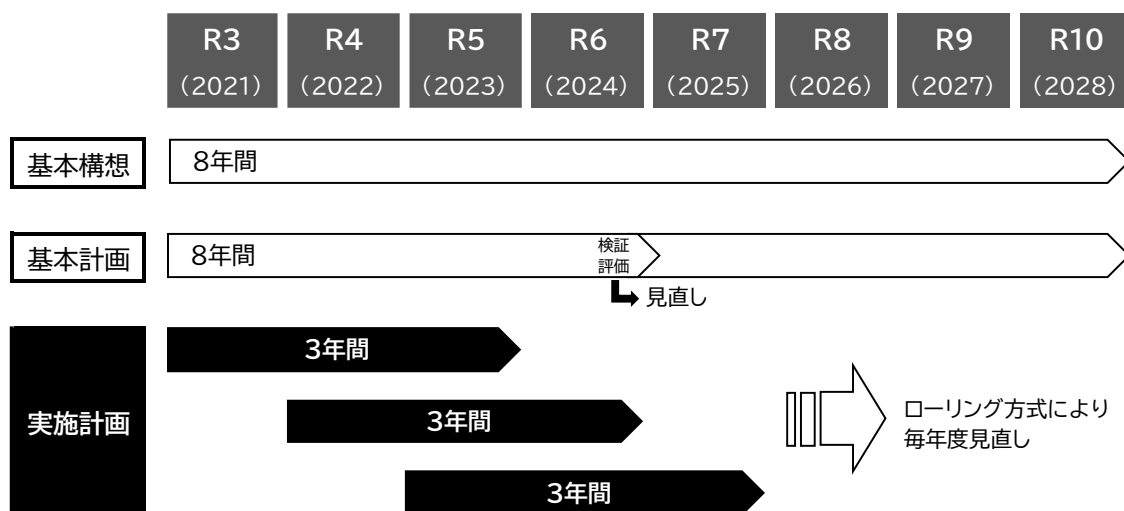 R3 R4 R5 R6 R7 R8 R9 R10
（2021） （2022） （2023） （2024） （2025） （2026） （2027） （2028）
基本構想
8年間
基本計画
8年間
検証
評価
見直し
実施計画
3年間
3年間
3年間
ローリング方式により
毎年度見直し